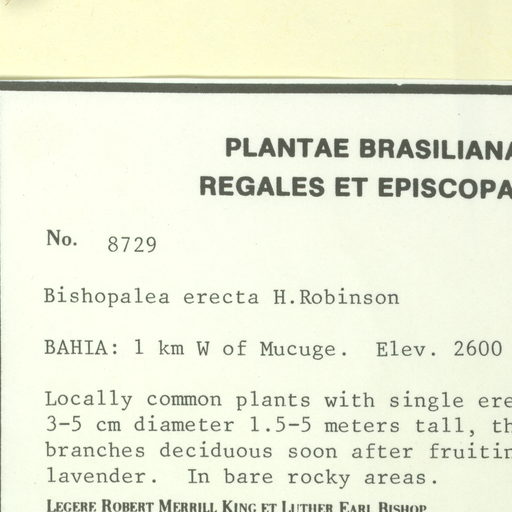 PLANTAE BRASILIANA
REGALES ET EPISCOPA
No. 8729
Bishopalea erecta H.Robinson
BAHIA: 1 km W of Mucuge. Elev. 2600
Locally common plants with single ere
3-5 cm diameter 1.5-5 meters tall, th
branches deciduous soon after fruitin
lavender. In bare rocky areas.
LEGERE ROBERT MERRILL KING ET LUTHER EARL BISHOP